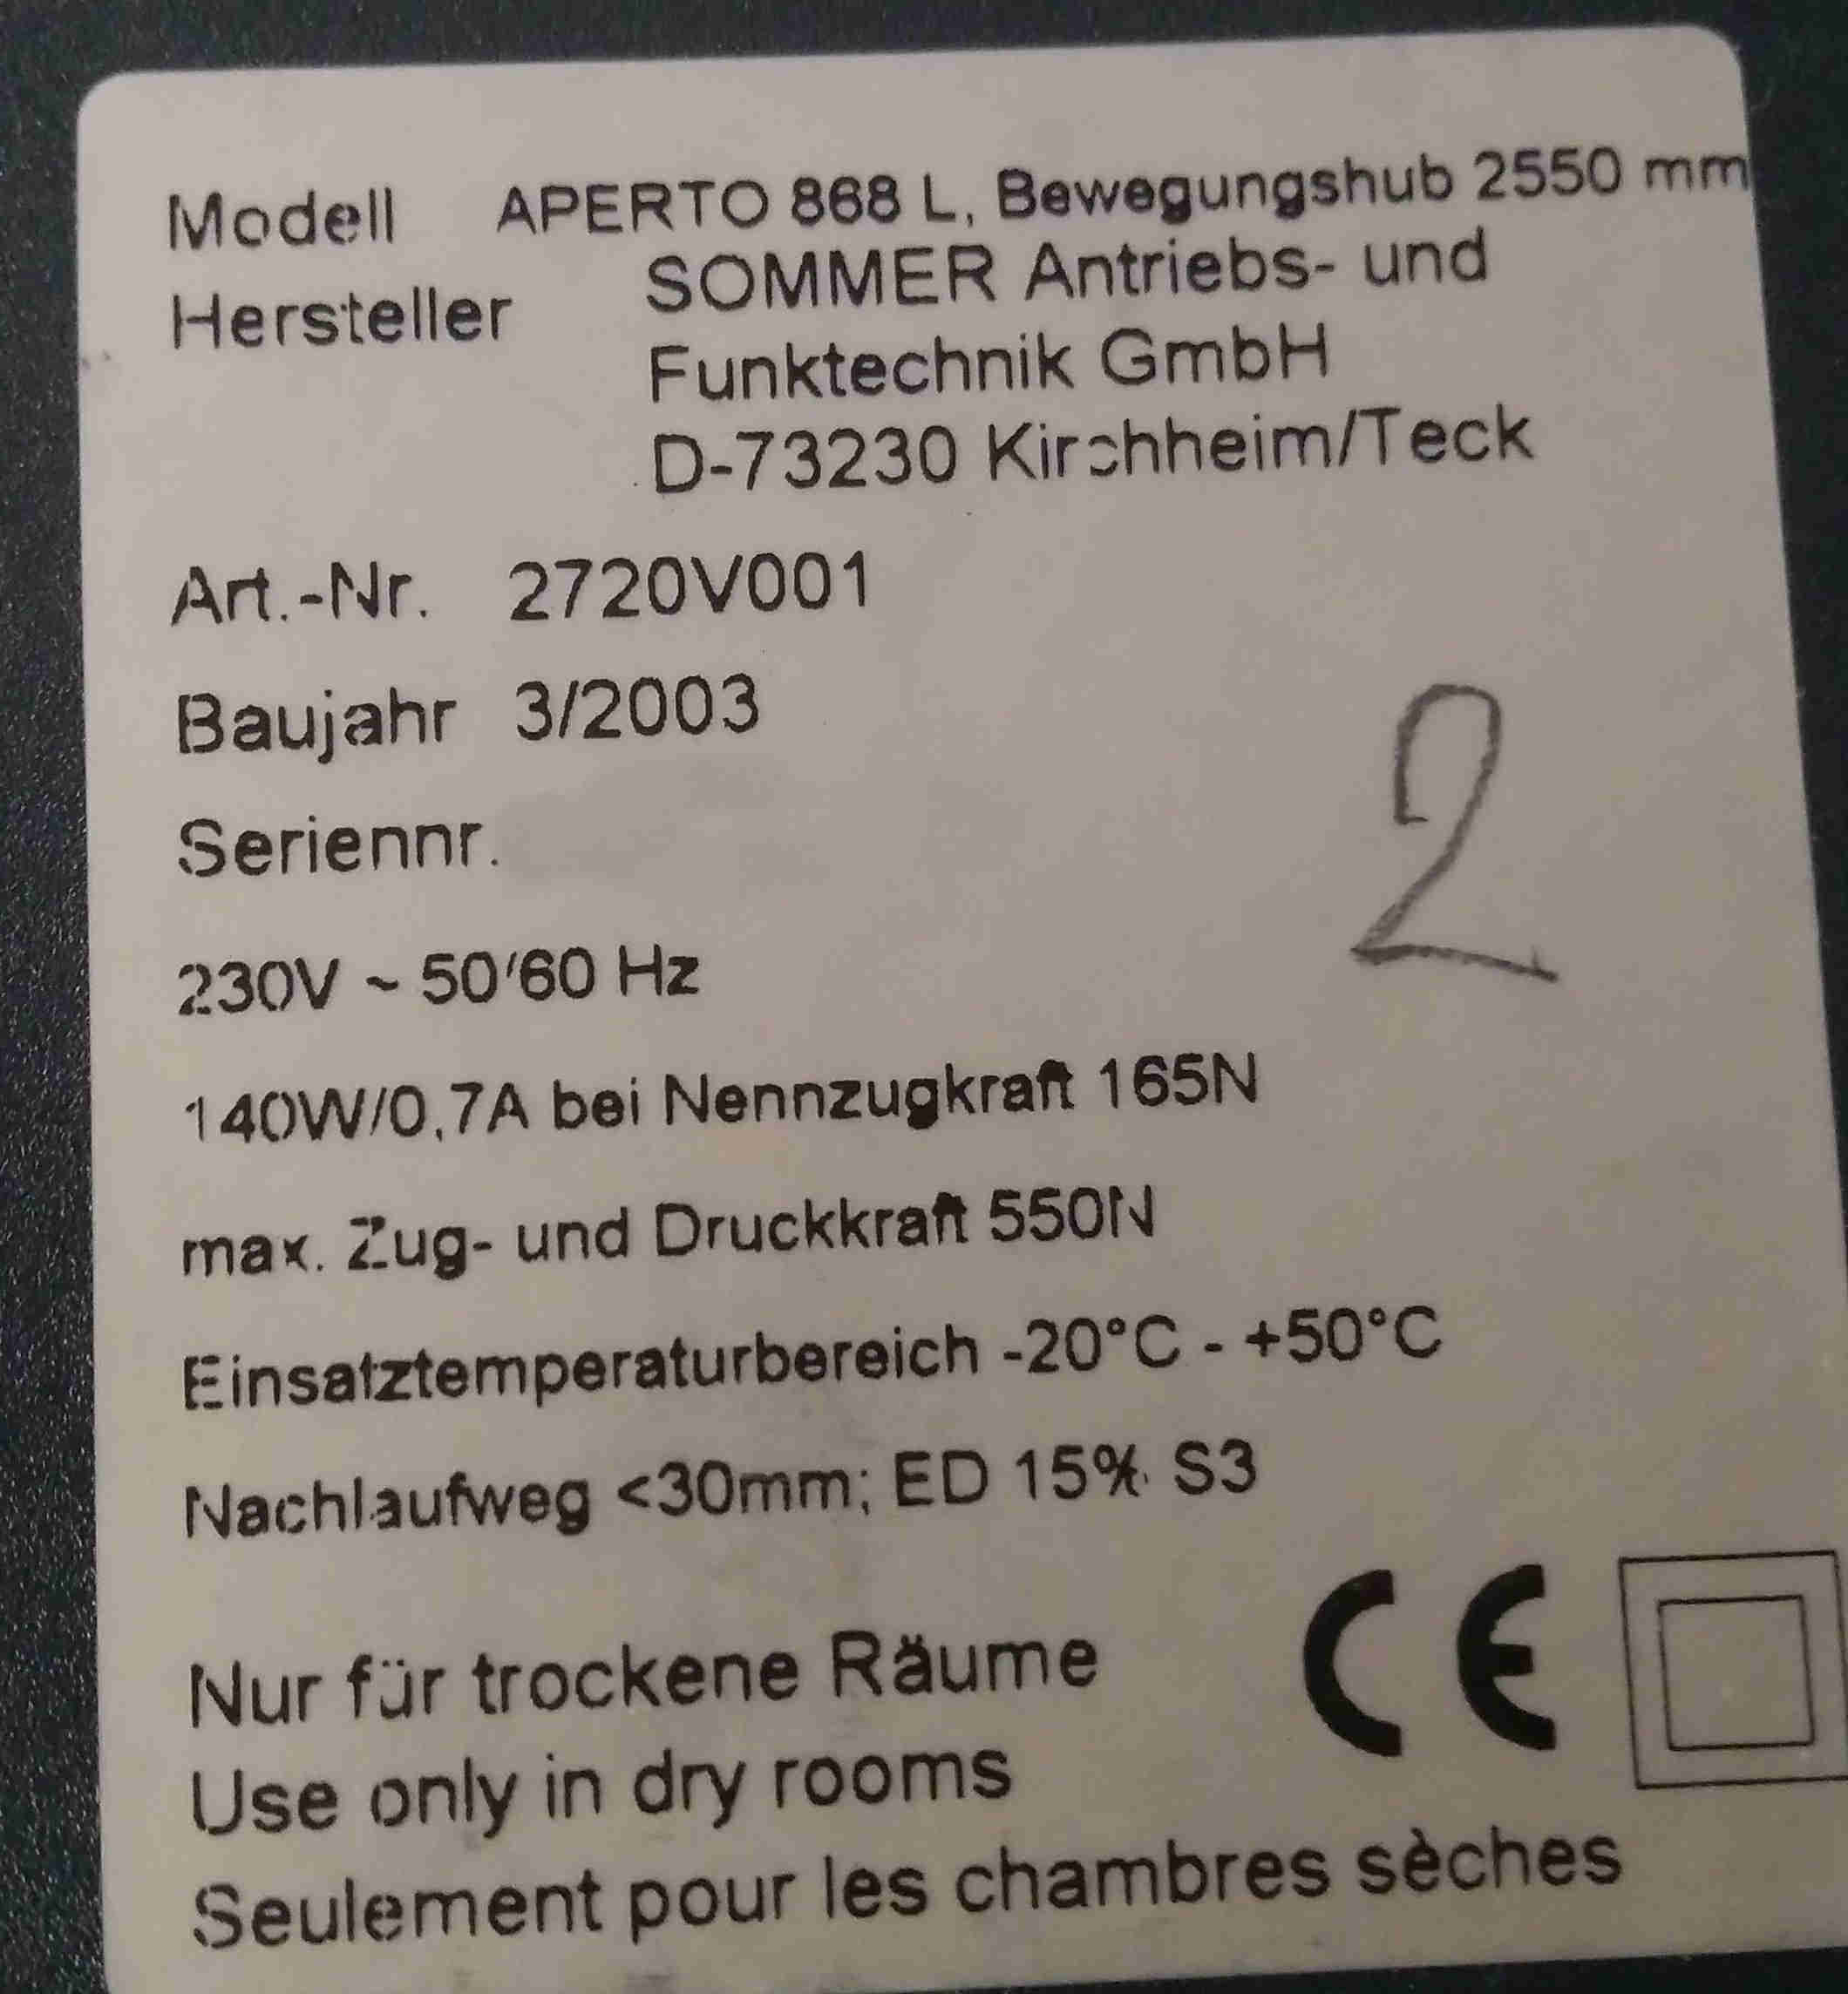 Modell APERTO 868 L, Bewegungshub 2550 mm
Hersteller SOMMER Antriebs- und
Funktechnik GmbH
D-73230 Kirchheim/Teck
Art.-Nr. 2720V001
Baujahr 3/2003
Seriennr.
2
230V ~ 50/60 Hz
140W/0,7A bei Nennzugkraft 165N
max. Zug- und Druckkraft 550N
Einsatztemperaturbereich -20°C - +50°C
Nachlaufweg <30mm; ED 15% S3
Nur für trockene Räume
CE
Use only in dry rooms
Seulement pour les chambres sèches